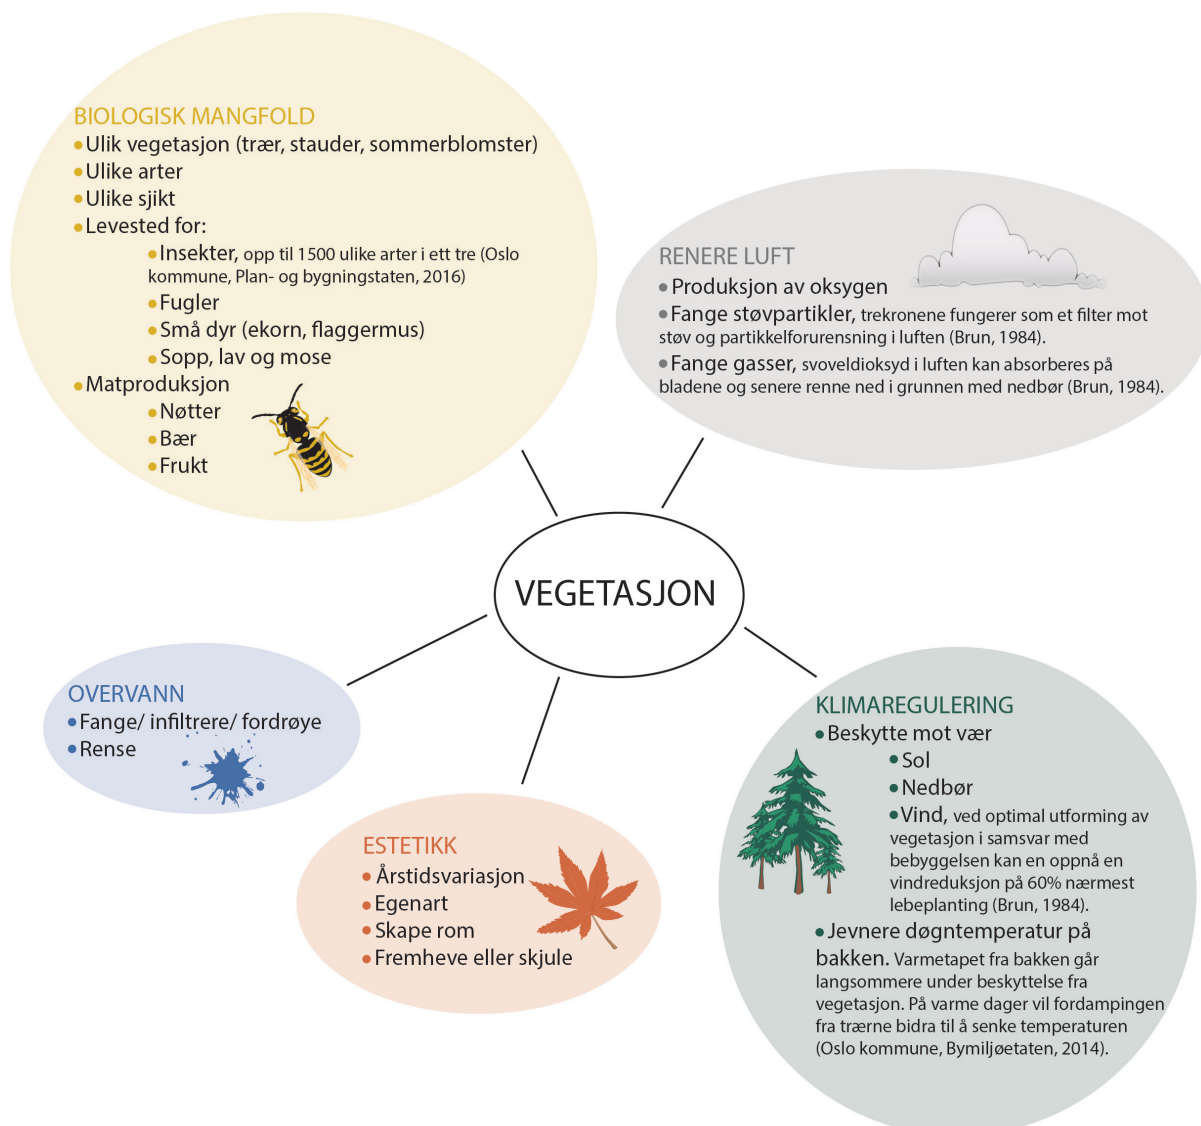 BIOLOGISK MANGFOLD
• Ulik vegetasjon (trær, stauder, sommerblomster)
• Ulike arter
• Ulike sjikt
• Levested for:
• Insekter, opp til 1500 ulike arter i ett tre (Oslo
kommune, Plan- og bygningstaten, 2016)
• Fugler
• Små dyr (ekorn, flaggermus)
• Sopp, lav og mose
• Matproduksjon
• Nøtter
• Bær
• Frukt
RENERE LUFT
• Produksjon av oksygen
• Fange støvpartikler, trekronene fungerer som et filter mot
støv og partikkelforurensning i luften (Brun, 1984).
• Fange gasser, svoveldioksyd i luften kan absorberes på
bladene og senere renne ned i grunnen med nedbør (Brun, 1984).
VEGETASJON
OVERVANN
• Fange/ infiltrere/ fordrøye
• Rense
ESTETIKK
• Årstidsvariasjon
• Egenart
• Skape rom
• Fremheve eller skjule
KLIMAREGULERING
• Beskytte mot vær
• Sol
• Nedbør
• Vind, ved optimal utforming av
vegetasjon i samsvar med
bebyggelsen kan en oppnå en
vindreduksjon på 60% nærmest
lebeplanting (Brun, 1984).
• Jevnere døgntemperatur på
bakken. Varmetapet fra bakken går
langsommere under beskyttelse fra
vegetasjon. På varme dager vil fordampingen
fra trærne bidra til å senke temperaturen
(Oslo kommune, Bymiljøetaten, 2014).